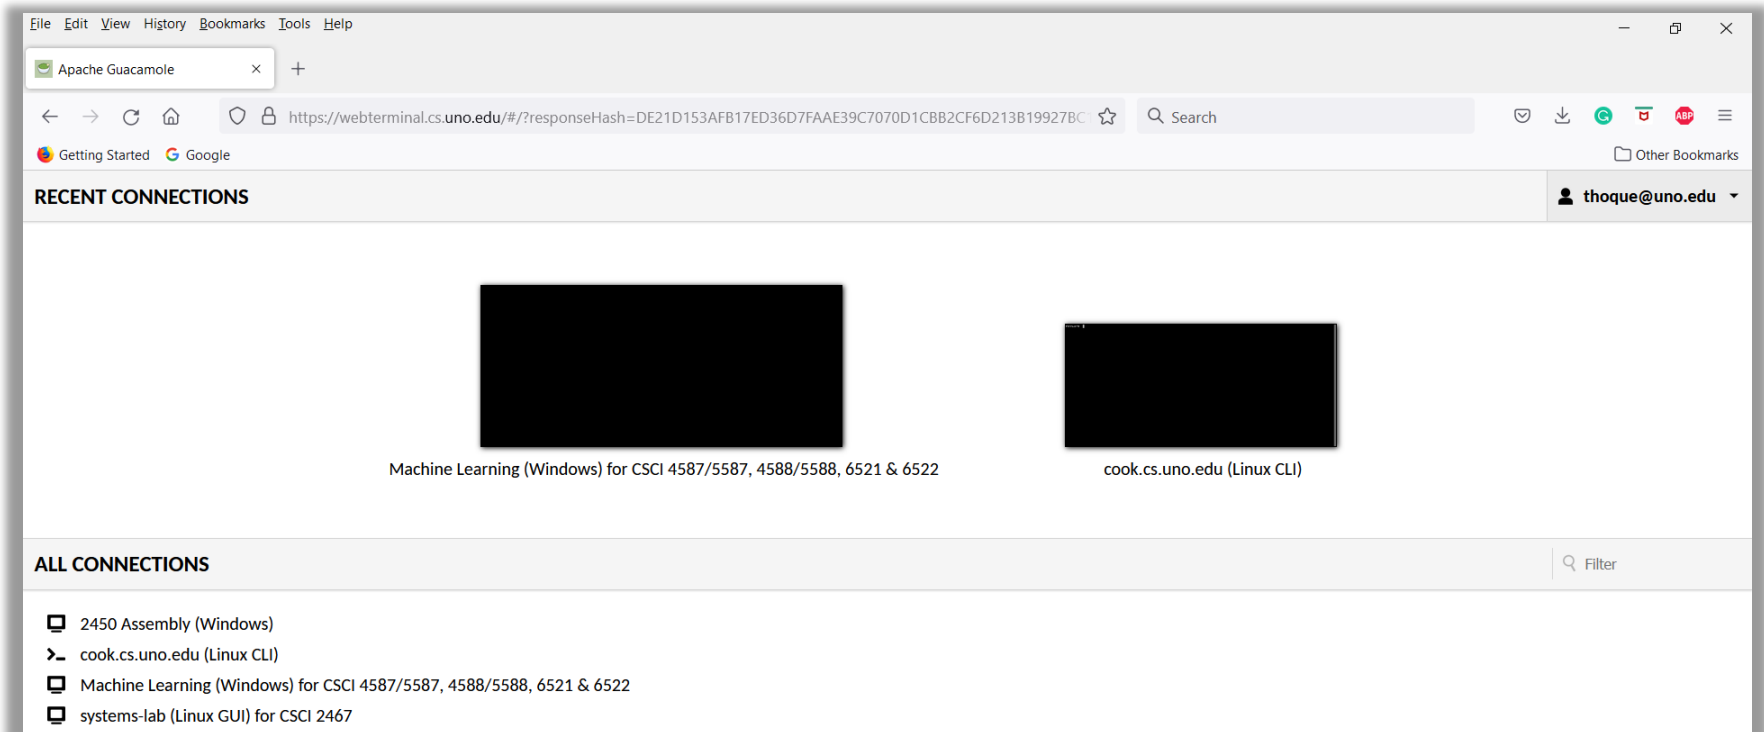 File Edit View History Bookmarks Tools Help
Apache Guacamole
https://webterminal.cs.uno.edu/#/?responseHash=DE21D153AFB17ED36D7FAAE39C7070D1CBB2CF6D213B19927BC
Search
ABP
Getting Started Google Other Bookmarks
RECENT CONNECTIONS thoque@uno.edu
Machine Learning (Windows) for CSCI 4587/5587, 4588/5588, 6521 & 6522 cook.cs.uno.edu (Linux CLI)
ALL CONNECTIONS Filter
2450 Assembly (Windows)
cook.cs.uno.edu (Linux CLI)
Machine Learning (Windows) for CSCI 4587/5587, 4588/5588, 6521 & 6522
systems-lab (Linux GUI) for CSCI 2467